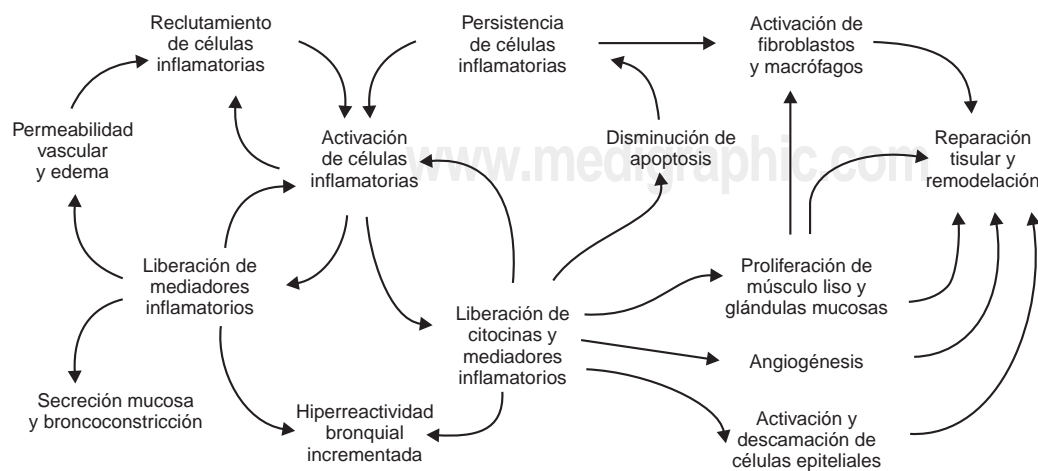 Reclutamiento
de células
inflamatorias
Persistencia
de células
inflamatorias
Activación de
fibroblastos
y macrófagos
Permeabilidad
vascular
y edema
Activación
de células
inflamatorias
Disminución de
apoptosis
Reparación
tisular y
remodelación
www.medigraphic.com
Liberación de
mediadores
inflamatorios
Liberación de
citocinas y
mediadores
inflamatorios
Proliferación de
músculo liso y
glándulas mucosas
Angiogénesis
Secreción mucosa
y broncoconstricción
Hiperreactividad
bronquial
incrementada
Activación y
descamación de
células epiteliales